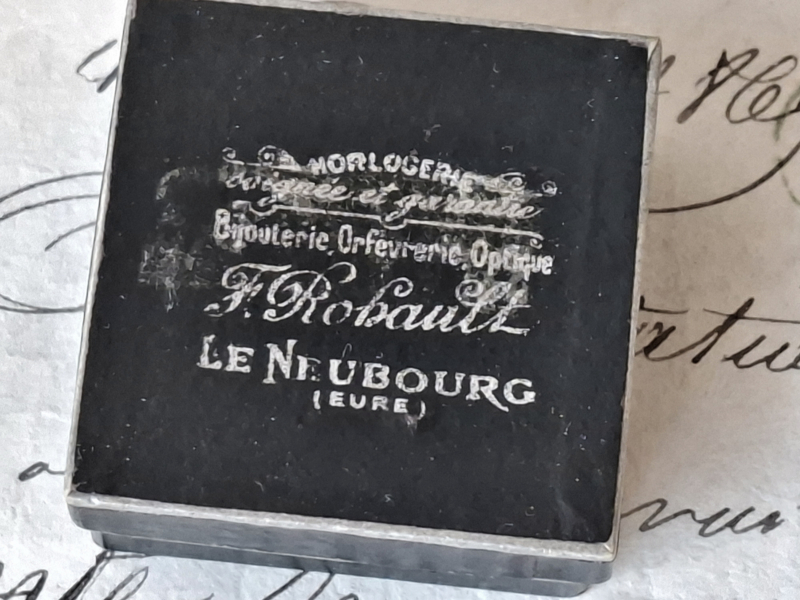 HORLOGERIE
soignée et garantie
Bijouterie, Orfèvrerie, Optique
F. Robault
LE NEUBOURG
(EURE)